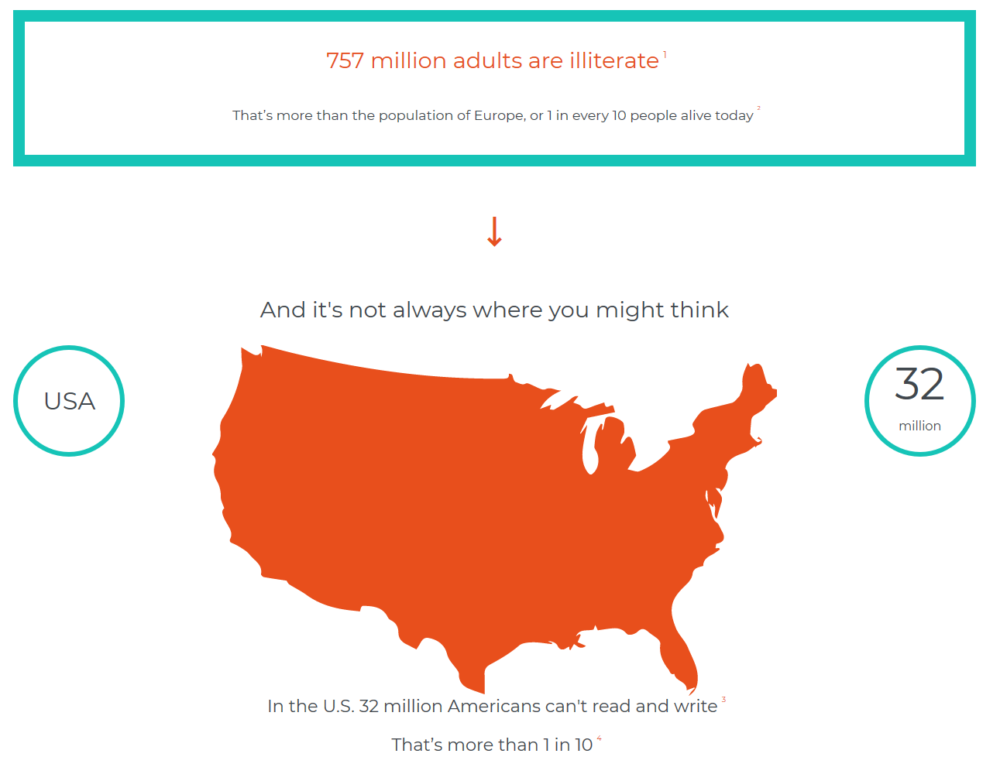 757 million adults are illiterate 1
That's more than the population of Europe, or 1 in every 10 people alive today 2
And it's not always where you might think
USA
32
million
In the U.S. 32 million Americans can't read and write 3
That's more than 1 in 10 4